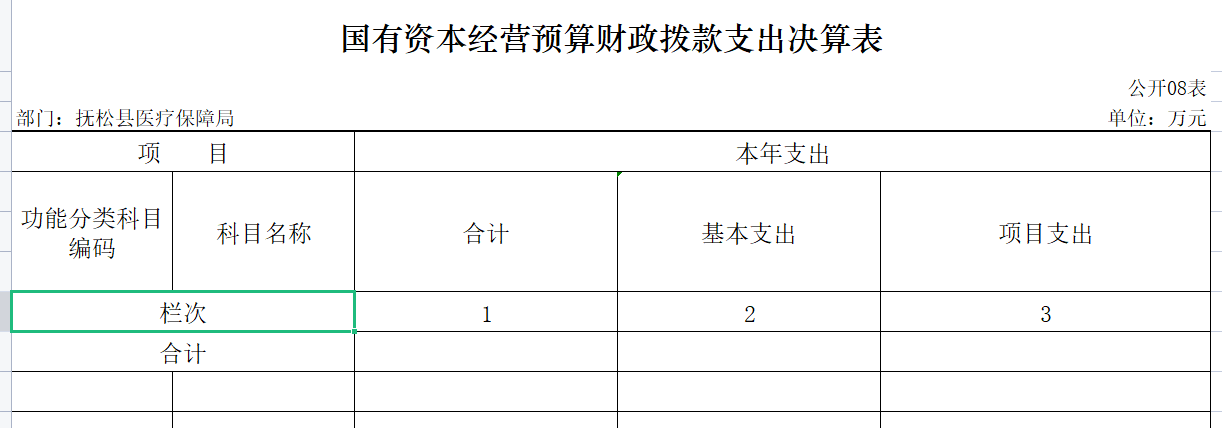 国有资本经营预算财政拨款支出决算表
公开08表
部门：抚松县医疗保障局
单位：万元
项 目
本年支出
功能分类科目
编码
科目名称
合计
基本支出
项目支出
栏次
1
2
3
合计